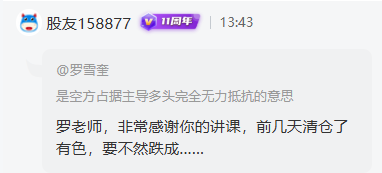 股友158877 V 11周年 | 13:43
@罗雪奎
是空方占据主导多头完全无力抵抗的意思
罗老师，非常感谢你的讲课，前几天清仓了
有色，要不然跌成……